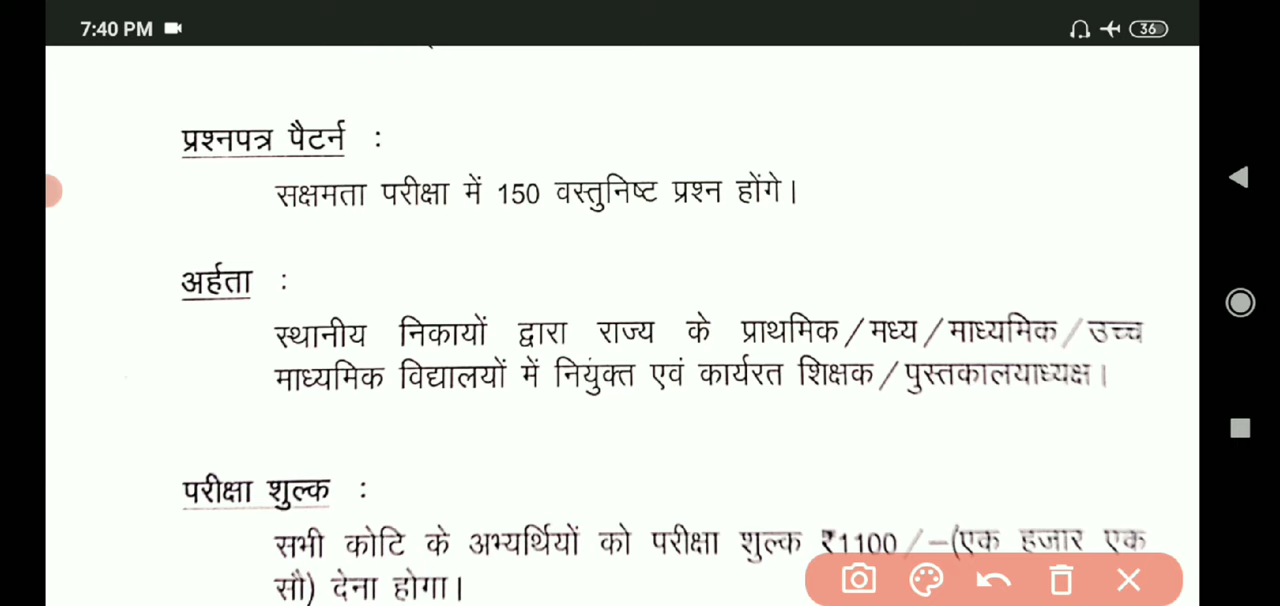 7:40 PM
36
प्रश्नपत्र पैटर्न :
सक्षमता परीक्षा में 150 वस्तुनिष्ट प्रश्न होंगे।
अर्हता :
स्थानीय निकायों द्वारा राज्य के प्राथमिक/मध्य/माध्यमिक/उच्च
माध्यमिक विद्यालयों में नियुक्त एवं कार्यरत शिक्षक/पुस्तकालयाध्यक्ष।
परीक्षा शुल्क :
सभी कोटि के अभ्यर्थियों को परीक्षा शुल्क ₹1100/–(एक हजार एक
सौ) देना होगा।